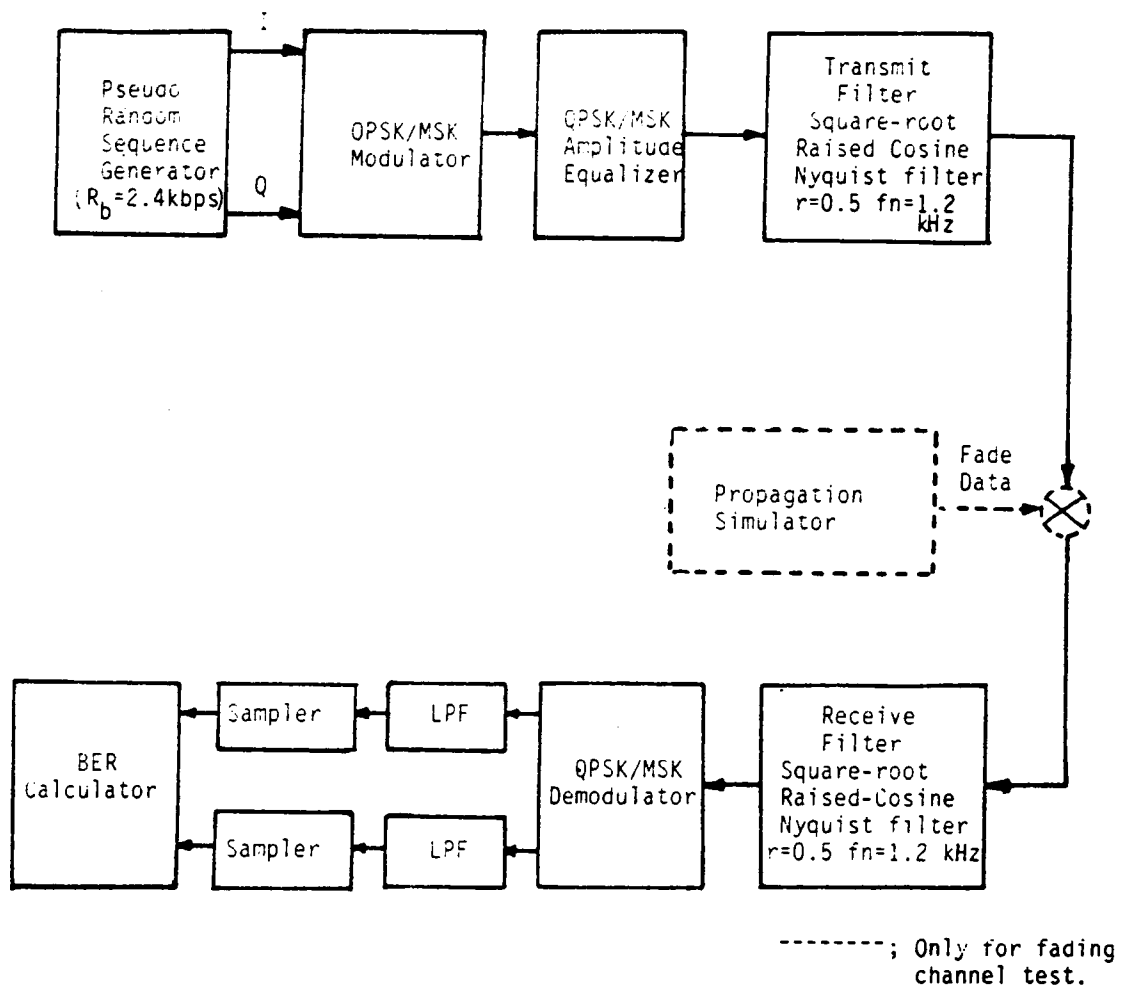 I
Pseudo
Random
Sequence
Generator
(Rb=2.4kbps)
Q
QPSK/MSK
Modulator
QPSK/MSK
Amplitude
Equalizer
Transmit
Filter
Square-root
Raised Cosine
Nyquist filter
r=0.5 fn=1.2
kHz
Propagation
Simulator
Fade
Data
BER
Calculator
Sampler
LPF
Sampler
LPF
QPSK/MSK
Demodulator
Receive
Filter
Square-root
Raised-Cosine
Nyquist filter
r=0.5 fn=1.2 kHz
--------; Only for fading
channel test.